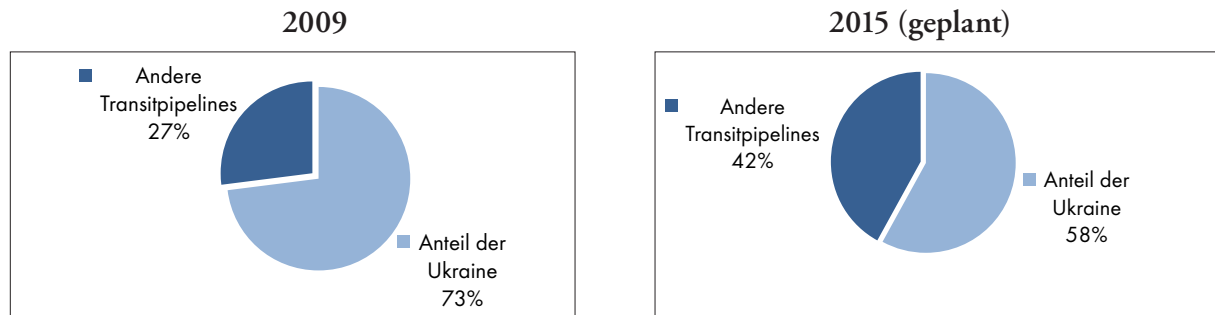 2009
Andere
Transitpipelines
27%
Anteil der
Ukraine
73%
2015 (geplant)
Andere
Transitpipelines
42%
Anteil der
Ukraine
58%